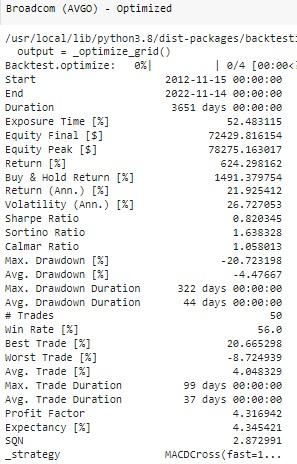 Broadcom (AVGO) - Optimized
/usr/local/lib/python3.8/dist-packages/backtesti
output = _optimize_grid()
Backtest.optimize: 0%| | 0/4 [00:00<?
Start 2012-11-15 00:00:00
End 2022-11-14 00:00:00
Duration 3651 days 00:00:00
Exposure Time [%] 52.483115
Equity Final [$] 72429.816154
Equity Peak [$] 78275.163017
Return [%] 624.298162
Buy & Hold Return [%] 1491.379754
Return (Ann.) [%] 21.925412
Volatility (Ann.) [%] 26.727053
Sharpe Ratio 0.820345
Sortino Ratio 1.638328
Calmar Ratio 1.058013
Max. Drawdown [%] -20.723198
Avg. Drawdown [%] -4.47667
Max. Drawdown Duration 322 days 00:00:00
Avg. Drawdown Duration 44 days 00:00:00
# Trades 50
Win Rate [%] 56.0
Best Trade [%] 20.665298
Worst Trade [%] -8.724939
Avg. Trade [%] 4.048329
Max. Trade Duration 99 days 00:00:00
Avg. Trade Duration 37 days 00:00:00
Profit Factor 4.316942
Expectancy [%] 4.345421
SQN 2.872991
_strategy MACDCross(fast=1...